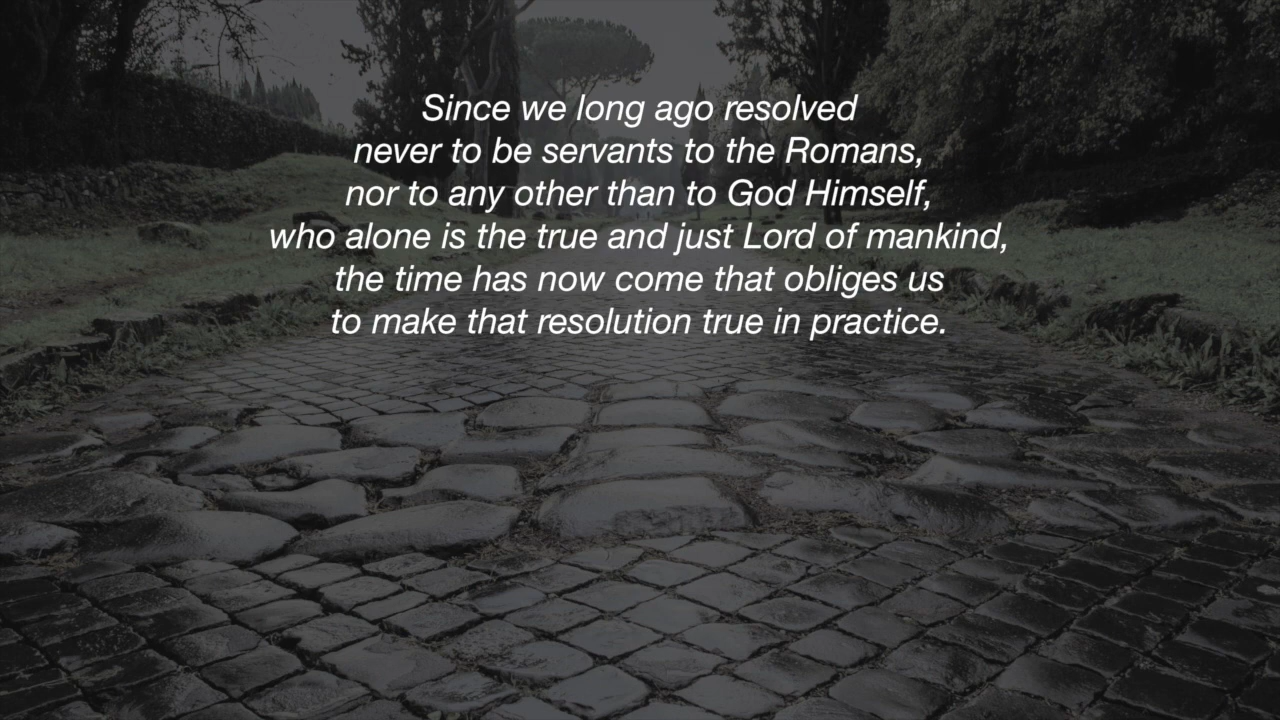 Since we long ago resolved
never to be servants to the Romans,
nor to any other than to God Himself,
who alone is the true and just Lord of mankind,
the time has now come that obliges us
to make that resolution true in practice.